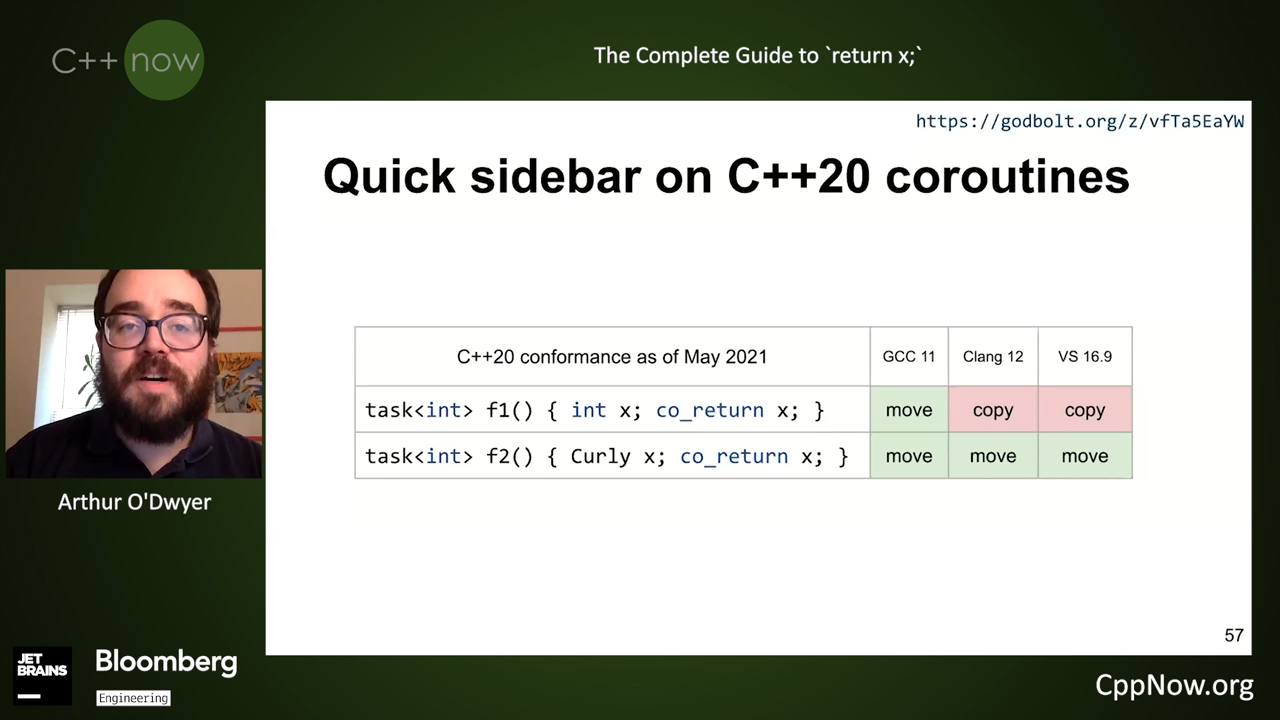 C++ now
The Complete Guide to `return x;`
https://godbolt.org/z/vfTa5EaYW
Quick sidebar on C++20 coroutines
C++20 conformance as of May 2021 GCC 11 Clang 12 VS 16.9
task<int> f1() { int x; co_return x; } move copy copy
task<int> f2() { Curly x; co_return x; } move move move
Arthur O'Dwyer
57
JET
BRAINS
Bloomberg
Engineering
CppNow.org